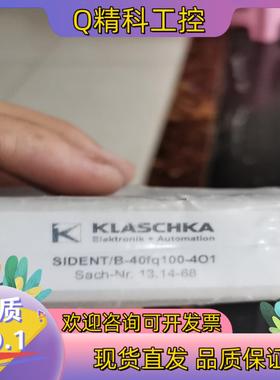 Q精科工控
KLASCHKA
Elektronik + Automation
SIDENT/B-40fq100-4O1
Sach-Nr. 13.14-68
质
O.1
欢迎咨询可开发票
现货直发 品质保证